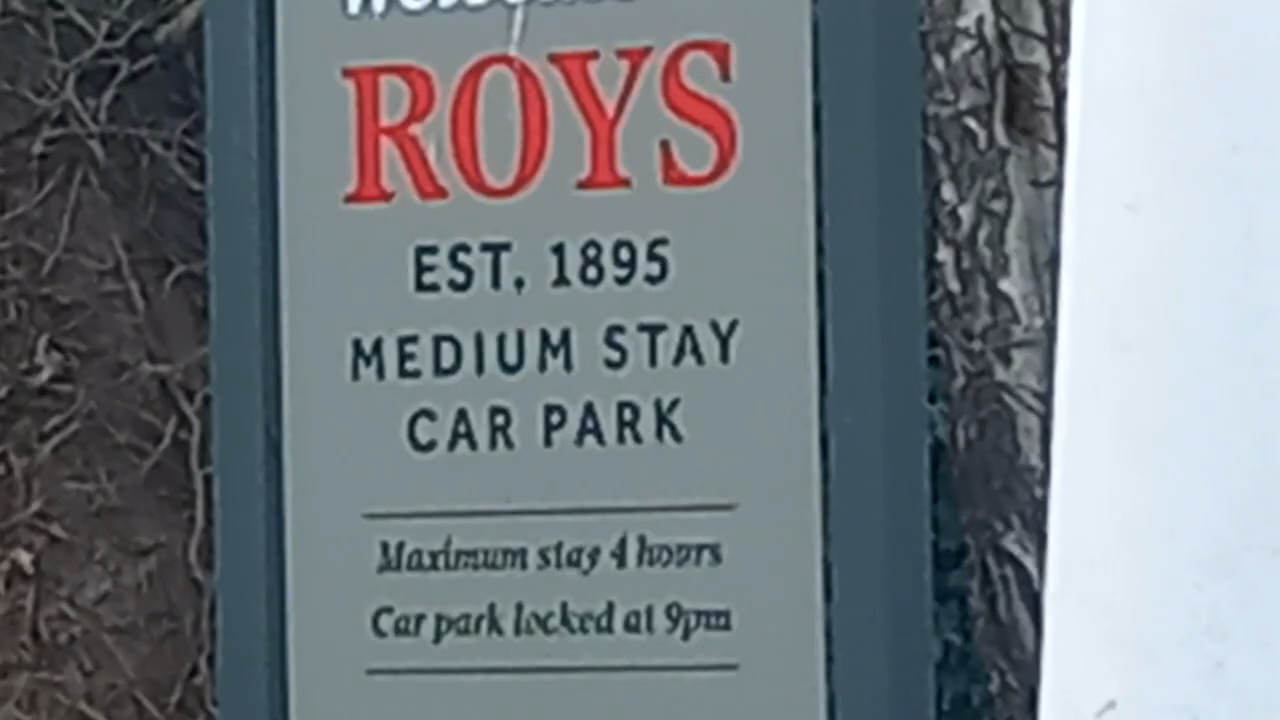 ROYS
EST. 1895
MEDIUM STAY
CAR PARK
Maximum stay 4 hours
Car park locked at 9pm